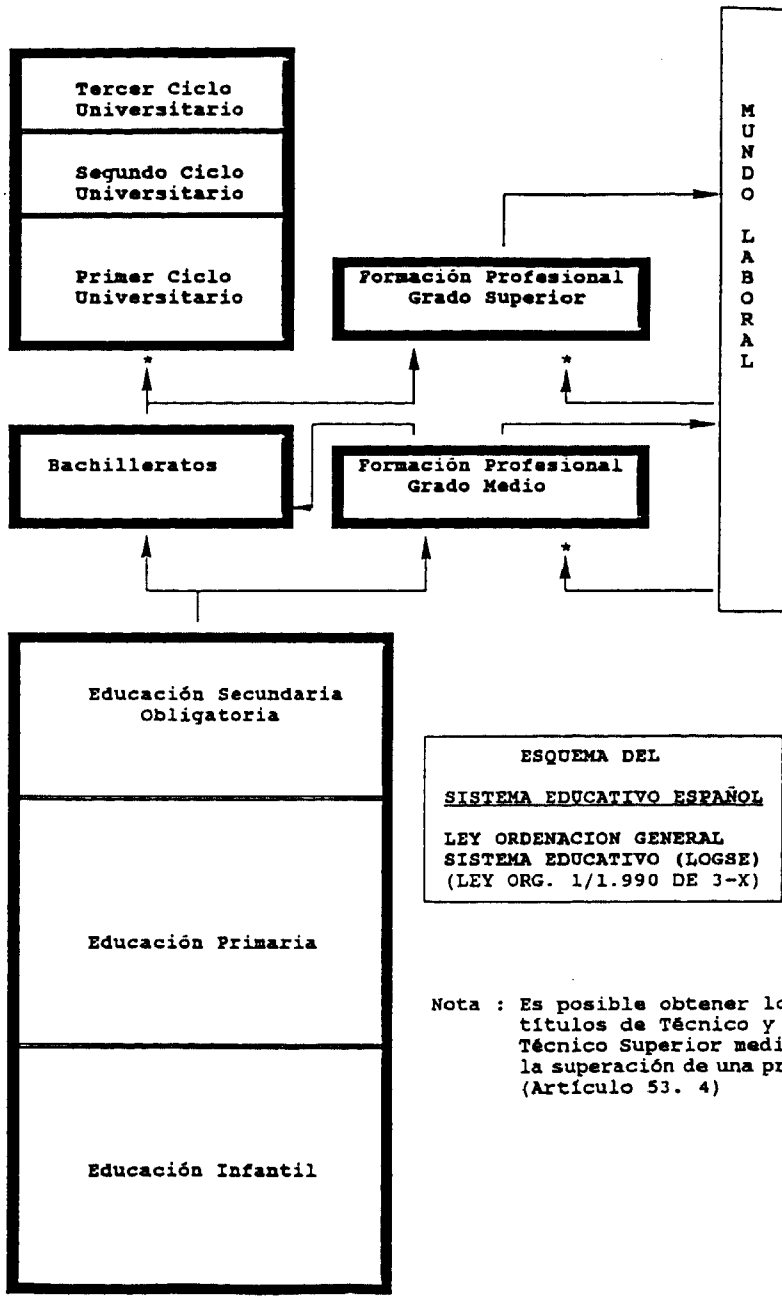 Tercer Ciclo
Universitario
Segundo Ciclo
Universitario
Primer Ciclo
Universitario
*
Formación Profesional
Grado Superior
*
MUNDO LABORAL
Bachilleratos
Formación Profesional
Grado Medio
*
Educación Secundaria
Obligatoria
Educación Primaria
Educación Infantil
ESQUEMA DEL
SISTEMA EDUCATIVO ESPAÑOL
LEY ORDENACION GENERAL
SISTEMA EDUCATIVO (LOGSE)
(LEY ORG. 1/1.990 DE 3-X)
Nota : Es posible obtener
títulos de Técnico y
Técnico Superior
la superación de una
(Artículo 53. 4)